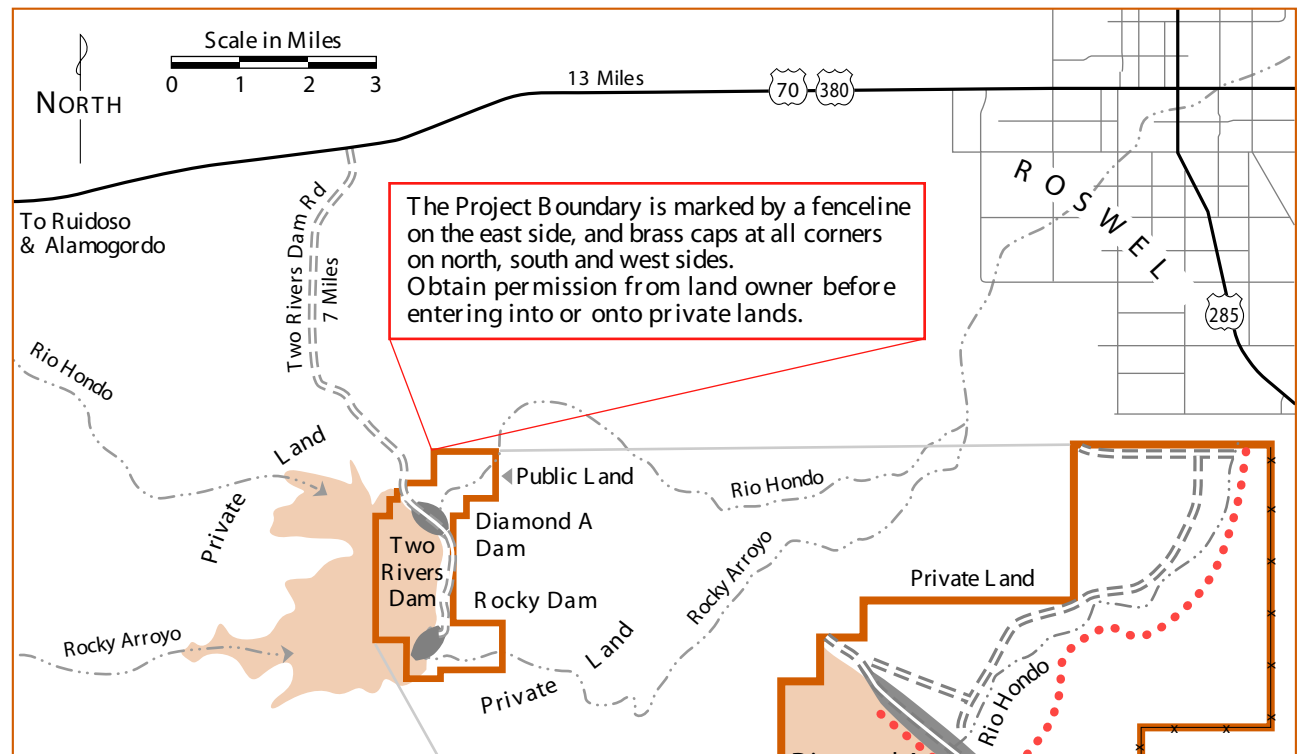 Scale in Miles
0 1 2 3
NORTH
13 Miles
70 380
To Ruidoso
& Alamogordo
Two Rivers Dam Rd
7 Miles
The Project Boundary is marked by a fenceline
on the east side, and brass caps at all corners
on north, south and west sides.
Obtain permission from land owner before
entering into or onto private lands.
ROSWELL
285
Rio Hondo
Private Land
Public Land
Rio Hondo
Diamond A
Dam
Two
Rivers
Dam
Rocky Dam
Rocky Arroyo
Rocky Arroyo
Private Land
Private Land
Rio Hondo